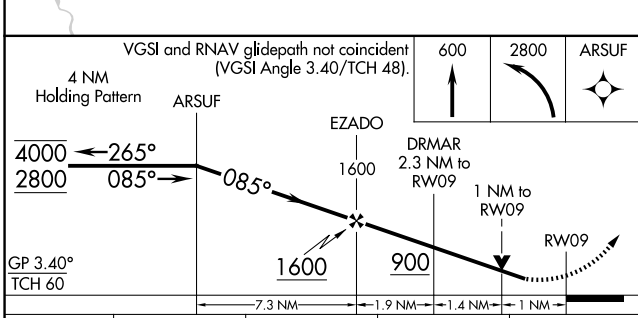 VGSI and RNAV glidepath not coincident
(VGSI Angle 3.40/TCH 48).
600
2800
ARSUF
4 NM
Holding Pattern
ARSUF
EZADO
DRMAR
2.3 NM to
RW09
1 NM to
RW09
RW09
4000
265°
2800
085°
085°
1600
1600
900
GP 3.40°
TCH 60
7.3 NM
1.9 NM
1.4 NM
1 NM